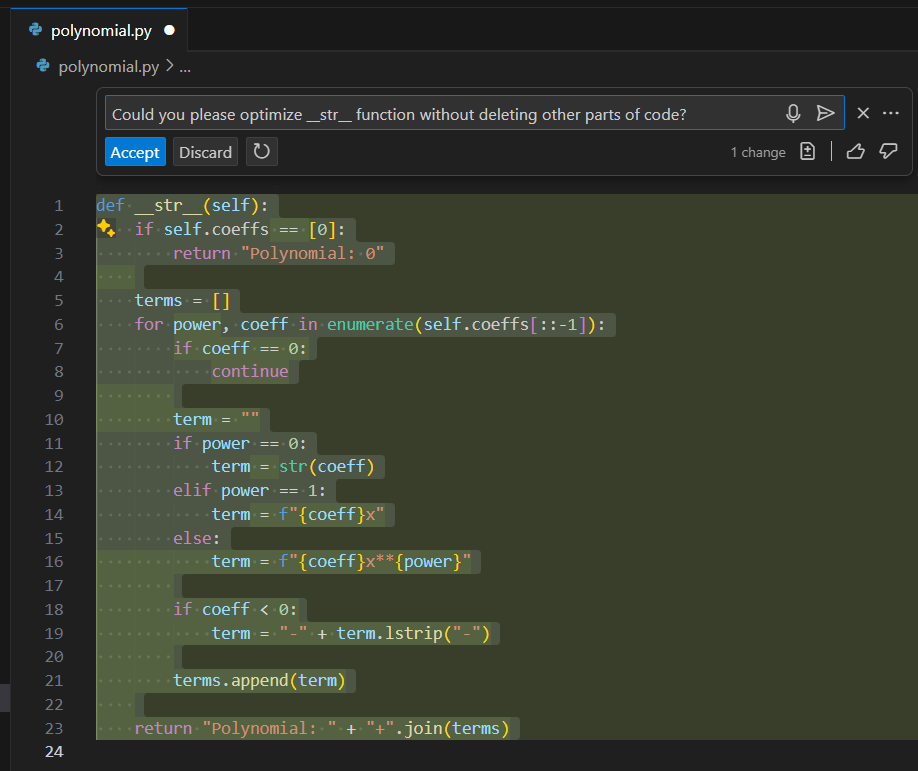 polynomial.py
polynomial.py > ...
Could you please optimize __str__ function without deleting other parts of code?
Accept Discard 1 change
1 def __str__(self):
2     if self.coeffs == [0]:
3         return "Polynomial: 0"
4
5     terms = []
6     for power, coeff in enumerate(self.coeffs[::-1]):
7         if coeff == 0:
8             continue
9
10         term = ""
11         if power == 0:
12             term = str(coeff)
13         elif power == 1:
14             term = f"{coeff}x"
15         else:
16             term = f"{coeff}x**{power}"
17
18         if coeff < 0:
19             term = "-" + term.lstrip("-")
20
21         terms.append(term)
22
23     return "Polynomial: " + "+".join(terms)
24